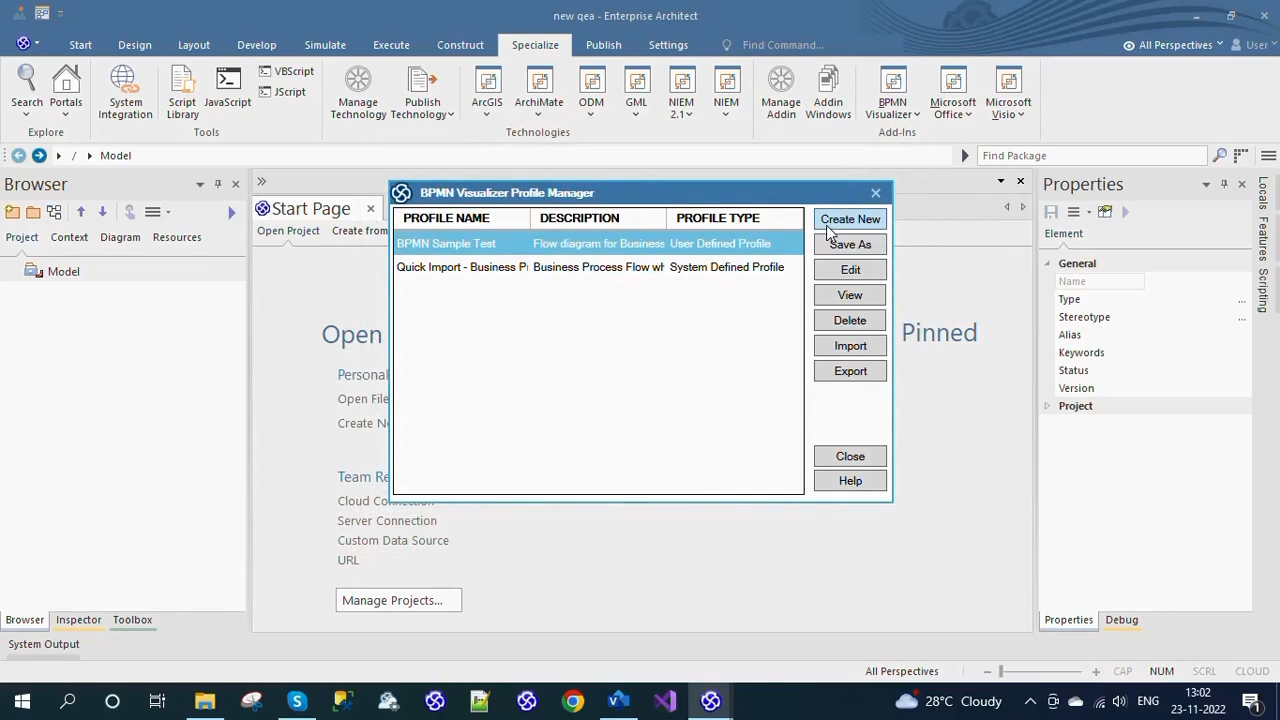 new qea - Enterprise Architect
Start Design Layout Develop Simulate Execute Construct Specialize Publish Settings Find Command... All Perspectives User
VBScript
JScript
Search Portals System Integration Script Library JavaScript Manage Technology Publish Technology ArcGIS ArchiMate ODM GML NIEM 2.1 NIEM Manage Addin Addin Windows BPMN Visualizer Microsoft Office Microsoft Visio
Explore Tools Technologies Add-Ins
/ Model Find Package
Browser
Project Context Diagram Resources
Model
Start Page
Open Project Create from
Open
Personal
Open File
Create Ne
Team Re
Cloud Connection
Server Connection
Custom Data Source
URL
Manage Projects...
Pinned
BPMN Visualizer Profile Manager
PROFILE NAME DESCRIPTION PROFILE TYPE
BPMN Sample Test Flow diagram for Business User Defined Profile
Quick Import - Business Pr Business Process Flow wh System Defined Profile
Create New
Save As
Edit
View
Delete
Import
Export
Close
Help
Properties
Element
General
Name
Type ...
Stereotype ...
Alias
Keywords
Status
Version
Project
Locals
Features
Scripting
Browser Inspector Toolbox
Properties Debug
System Output
All Perspectives CAP NUM SCRL CLOUD
28°C Cloudy ENG
13:02
23-11-2022
1